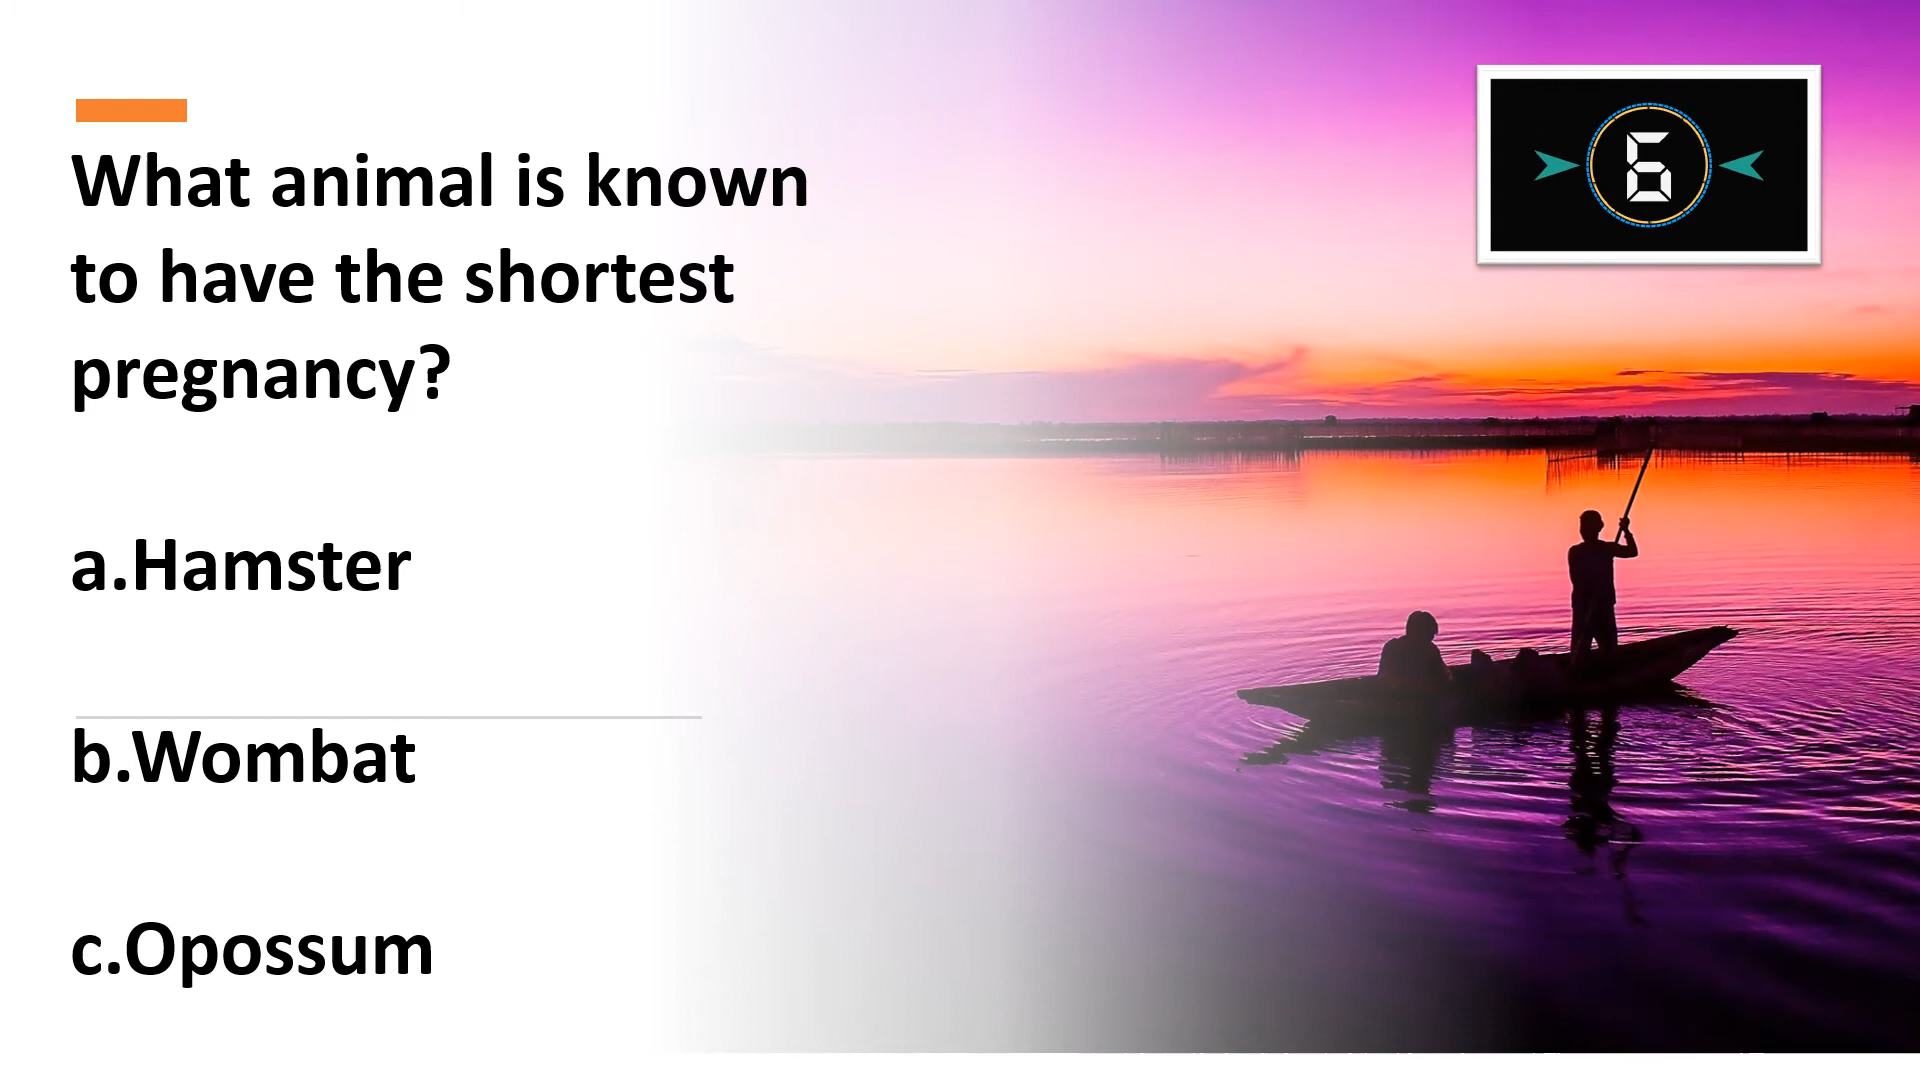 What animal is known
to have the shortest
pregnancy?
a.Hamster
b.Wombat
c.Opossum
6